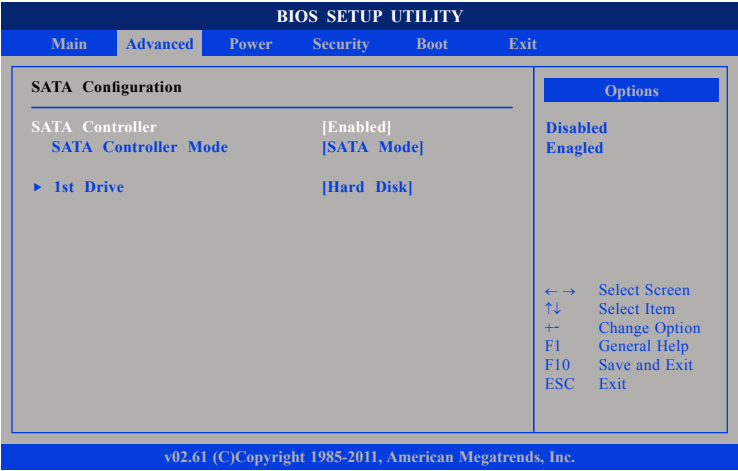 BIOS SETUP UTILITY
Main Advanced Power Security Boot Exit
SATA Configuration
SATA Controller [Enabled]
SATA Controller Mode [SATA Mode]
▸ 1st Drive [Hard Disk]
Options
Disabled
Enagled
←→ Select Screen
↑↓ Select Item
+- Change Option
F1 General Help
F10 Save and Exit
ESC Exit
v02.61 (C)Copyright 1985-2011, American Megatrends, Inc.